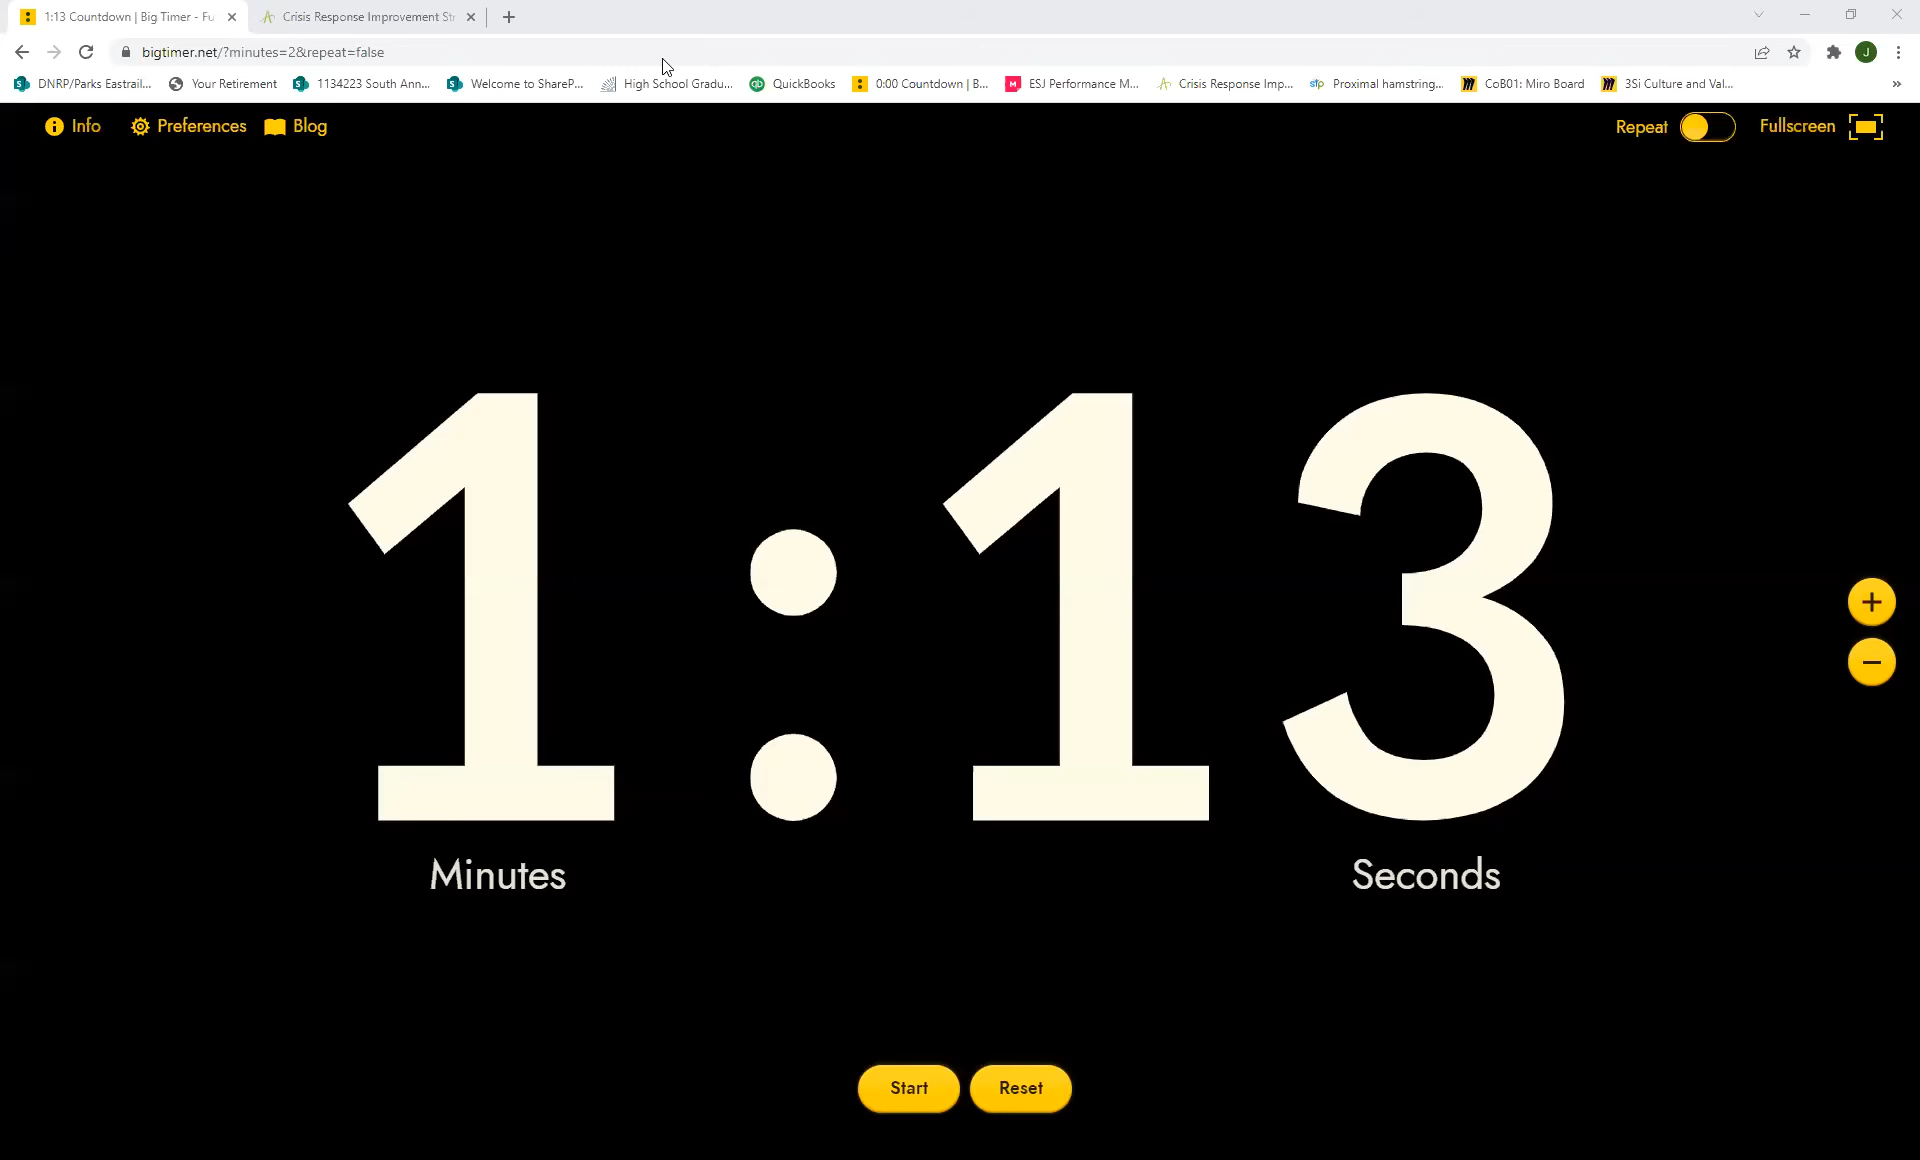 1:13 Countdown | Big Timer - Fu
Crisis Response Improvement Str
bigtimer.net/?minutes=2&repeat=false
J
DNRP/Parks Eastrail...
Your Retirement
1134223 South Ann...
Welcome to ShareP...
High School Gradu...
QuickBooks
0:00 Countdown | B...
ESJ Performance M...
Crisis Response Imp...
Proximal hamstring...
CoB01: Miro Board
3Si Culture and Val...
Info
Preferences
Blog
Repeat
Fullscreen
1:13
Minutes
Seconds
Start
Reset